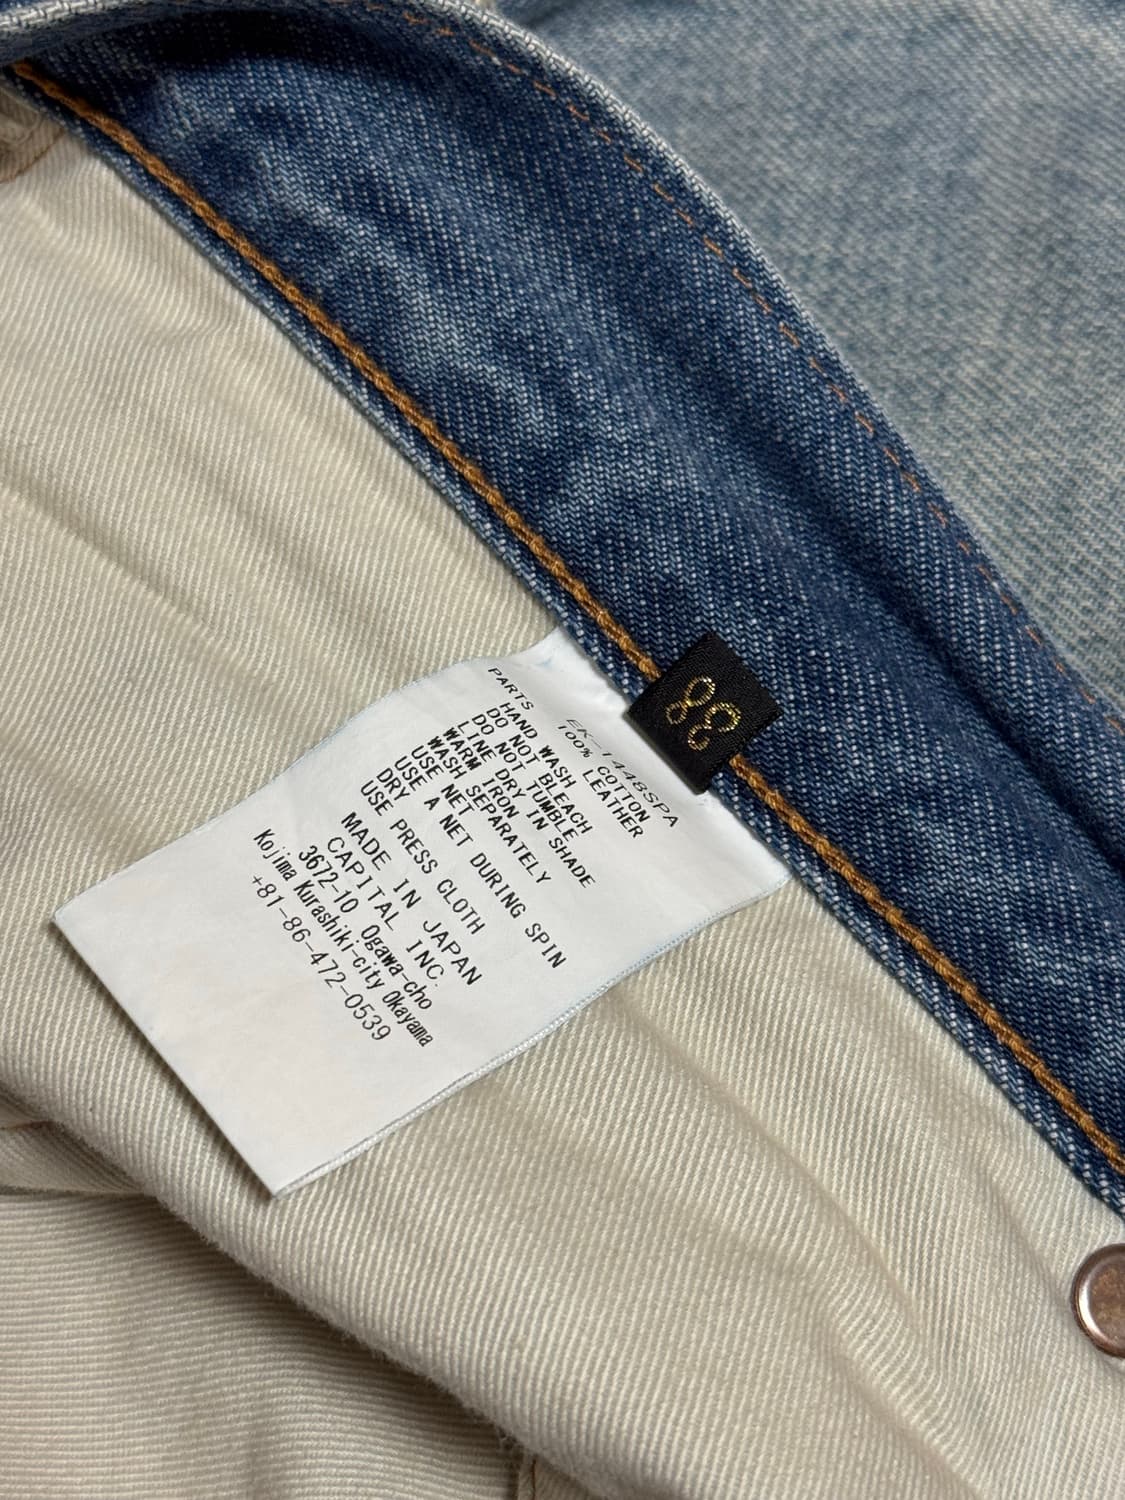 38
EK-1448SPA
100% COTTON
PARTS LEATHER
HAND WASH
DO NOT BLEACH
DO NOT TUMBLE
LINE DRY IN SHADE
WARM IRON
WASH SEPARATELY
USE NET
USE A NET DURING SPIN
DRY
USE PRESS CLOTH
MADE IN JAPAN
CAPITAL INC.
3672-10 Ogawa-cho
Kojima Kurashiki-city Okayama
+81-86-472-0539